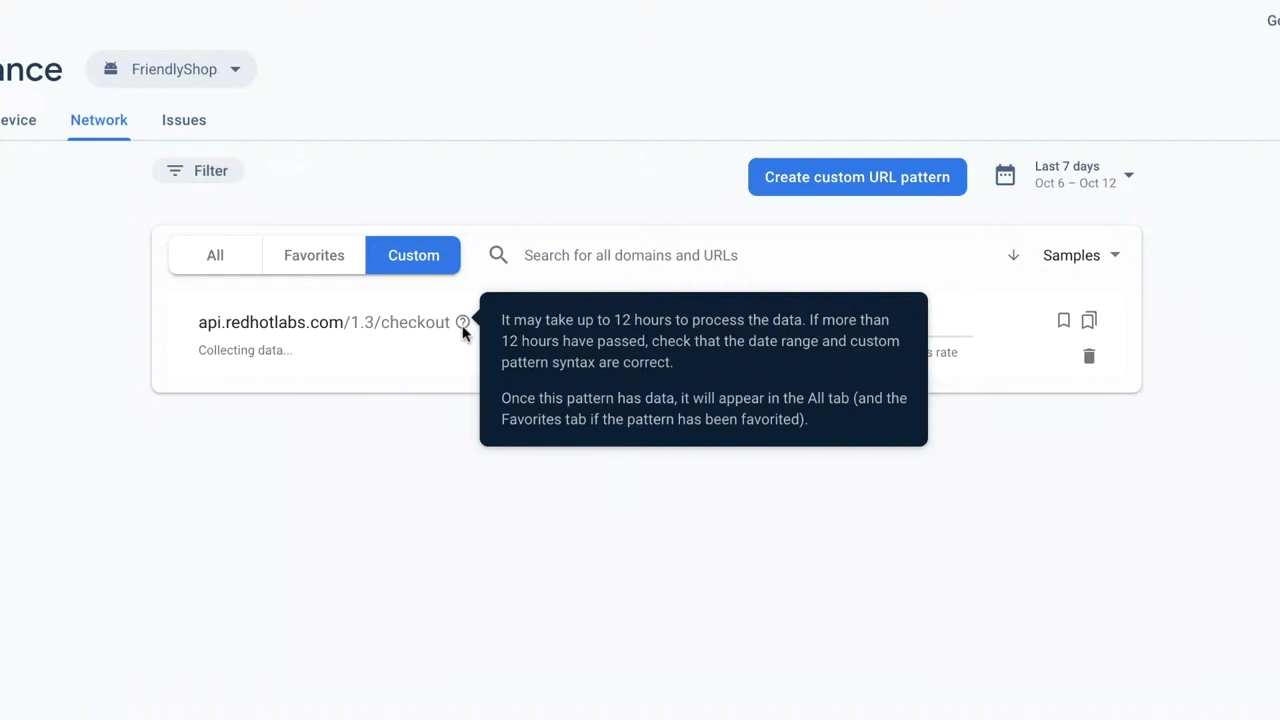 Go
ance
FriendlyShop
evice
Network
Issues
Filter
Create custom URL pattern
Last 7 days
Oct 6 – Oct 12
All
Favorites
Custom
Search for all domains and URLs
Samples
api.redhotlabs.com/1.3/checkout
Collecting data...
It may take up to 12 hours to process the data. If more than
12 hours have passed, check that the date range and custom
pattern syntax are correct.
Once this pattern has data, it will appear in the All tab (and the
Favorites tab if the pattern has been favorited).
s rate